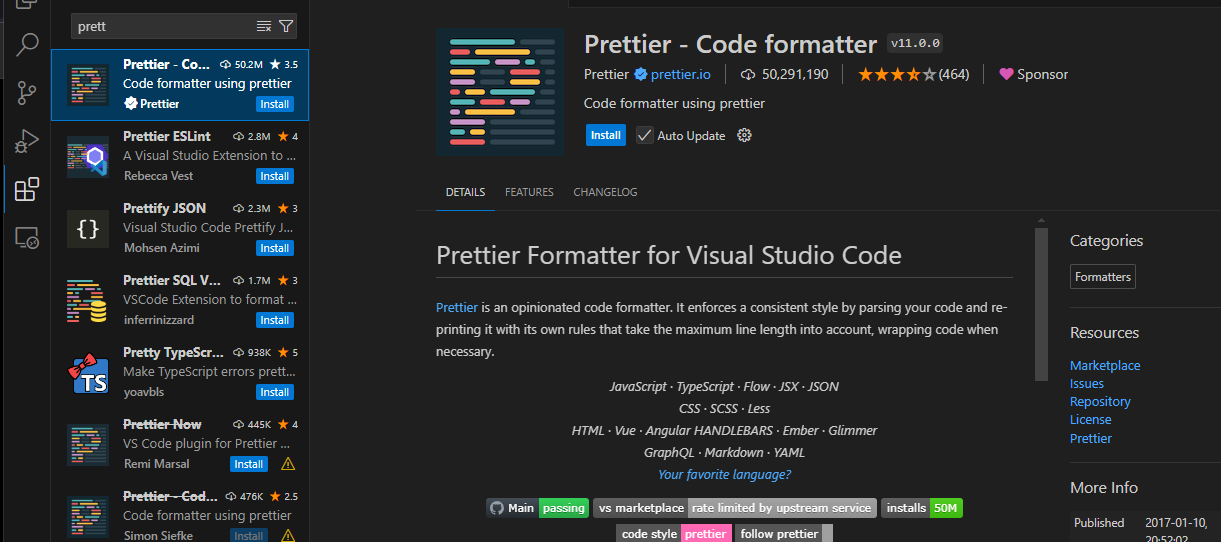 prett
Prettier - Co... 50.2M ★ 3.5
Code formatter using prettier
Prettier Install
Prettier ESLint 2.8M ★ 4
A Visual Studio Extension to ...
Rebecca Vest Install
{} Prettify JSON 2.3M ★ 3
Visual Studio Code Prettify J...
Mohsen Azimi Install
Prettier SQL V... 1.7M ★ 3
VSCode Extension to format ...
inferrinizzard Install
Pretty TypeScr... 938K ★ 5
TS Make TypeScript errors prett...
yoavbls Install
Prettier Now 445K ★ 4
VS Code plugin for Prettier ...
Remi Marsal Install
Prettier - Cod... 476K ★ 2.5
Code formatter using prettier
Simon Siefke Install
Prettier - Code formatter v11.0.0
Prettier prettier.io 50,291,190 (464) Sponsor
Code formatter using prettier
Install Auto Update
DETAILS FEATURES CHANGELOG
Prettier Formatter for Visual Studio Code
Prettier is an opinionated code formatter. It enforces a consistent style by parsing your code and re-
printing it with its own rules that take the maximum line length into account, wrapping code when
necessary.
JavaScript · TypeScript · Flow · JSX · JSON
CSS · SCSS · Less
HTML · Vue · Angular HANDLEBARS · Ember · Glimmer
GraphQL · Markdown · YAML
Your favorite language?
Main passing vs marketplace rate limited by upstream service installs 50M
code style prettier follow prettier
Categories
Formatters
Resources
Marketplace
Issues
Repository
License
Prettier
More Info
Published 2017-01-10,
20:52:02